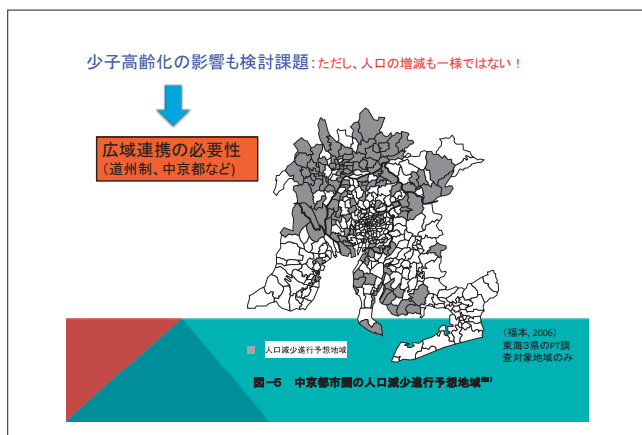 少子高齢化の影響も検討課題：ただし、人口の増減も一様ではない！
広域連携の必要性
（道州制、中京都など）
（福本, 2006）
東海3県のPT調
査対象地域のみ
人口減少進行予想地域
図－5　中京都市圏の人口減少進行予想地域